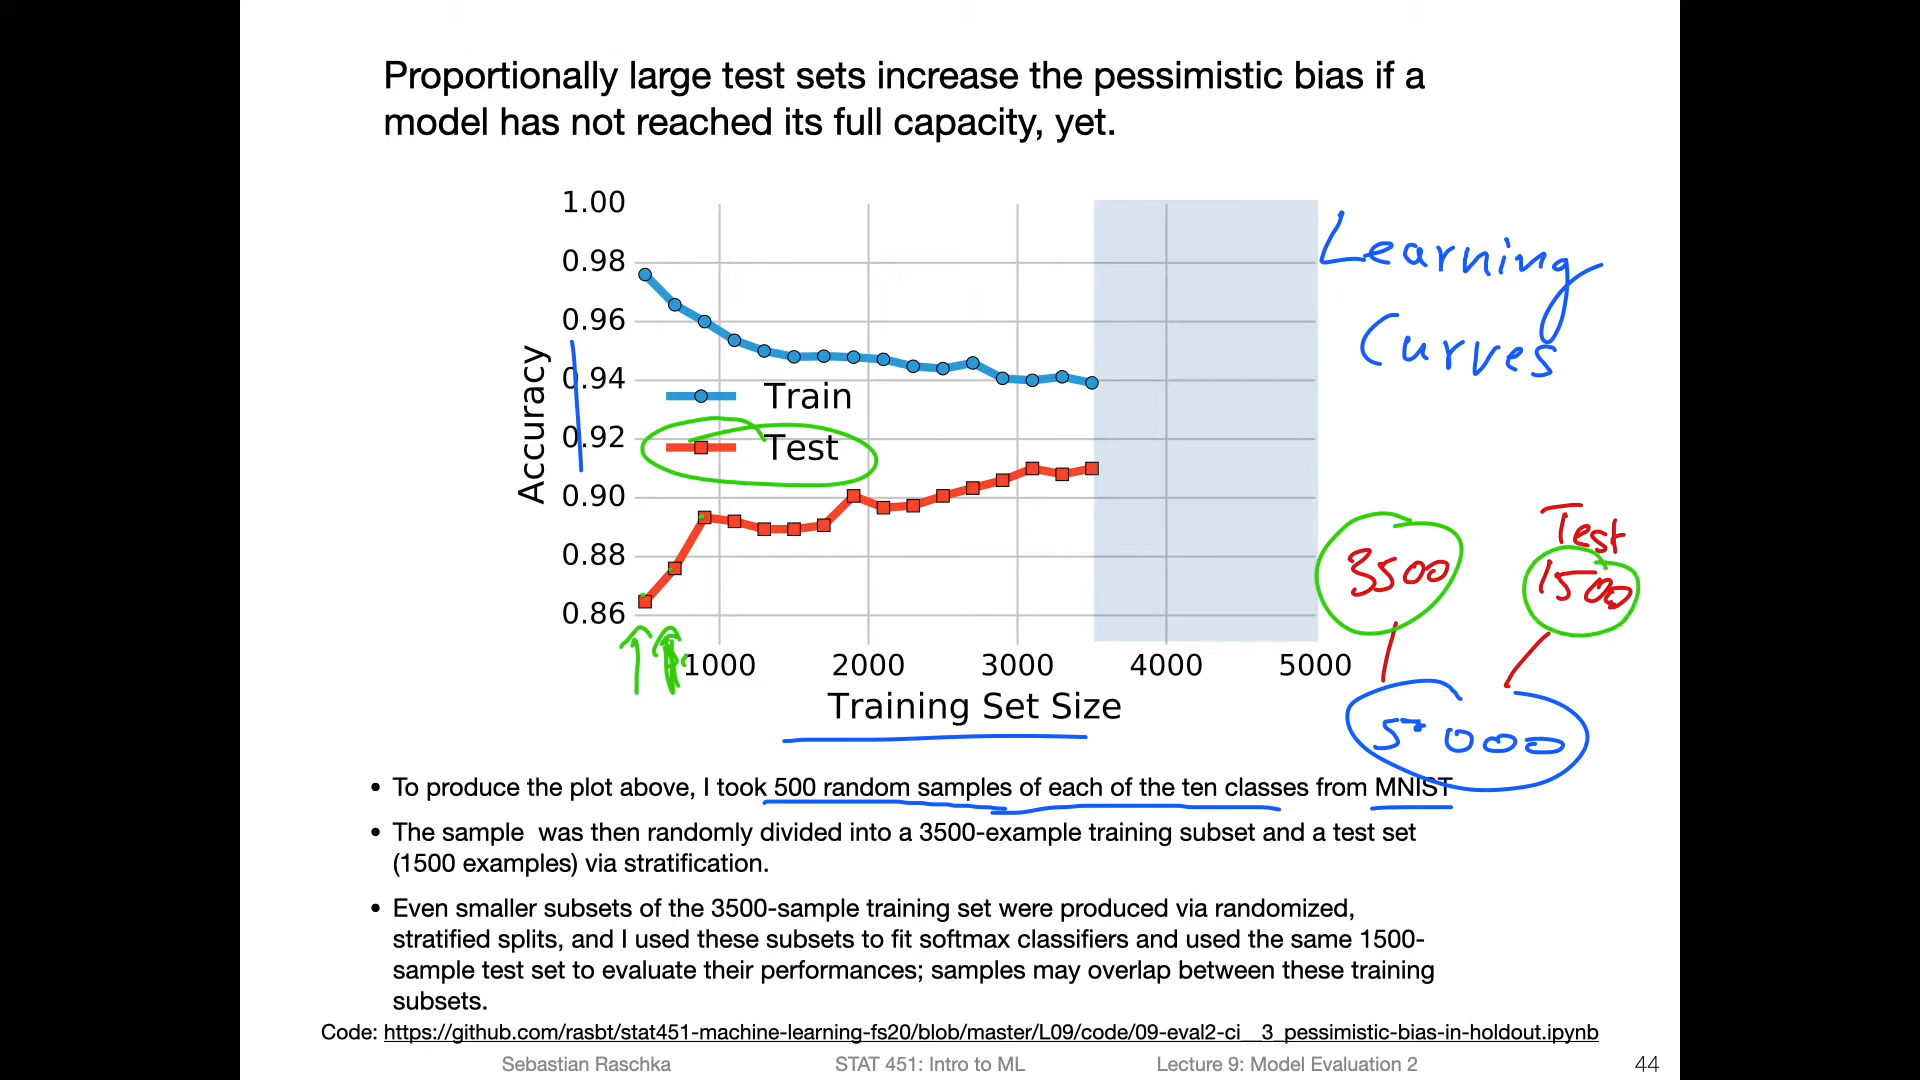 Proportionally large test sets increase the pessimistic bias if a
model has not reached its full capacity, yet.
1.00
0.98
0.96
0.94
0.92
0.90
0.88
0.86
Accuracy
Train
Test
1000 2000 3000 4000 5000
Training Set Size
Learning
Curves
Test
3500 1500
5000
• To produce the plot above, I took 500 random samples of each of the ten classes from MNIST
• The sample was then randomly divided into a 3500-example training subset and a test set
(1500 examples) via stratification.
• Even smaller subsets of the 3500-sample training set were produced via randomized,
stratified splits, and I used these subsets to fit softmax classifiers and used the same 1500-
sample test set to evaluate their performances; samples may overlap between these training
subsets.
Code: https://github.com/rasbt/stat451-machine-learning-fs20/blob/master/L09/code/09-eval2-ci__3_pessimistic-bias-in-holdout.ipynb
Sebastian Raschka STAT 451: Intro to ML Lecture 9: Model Evaluation 2 44